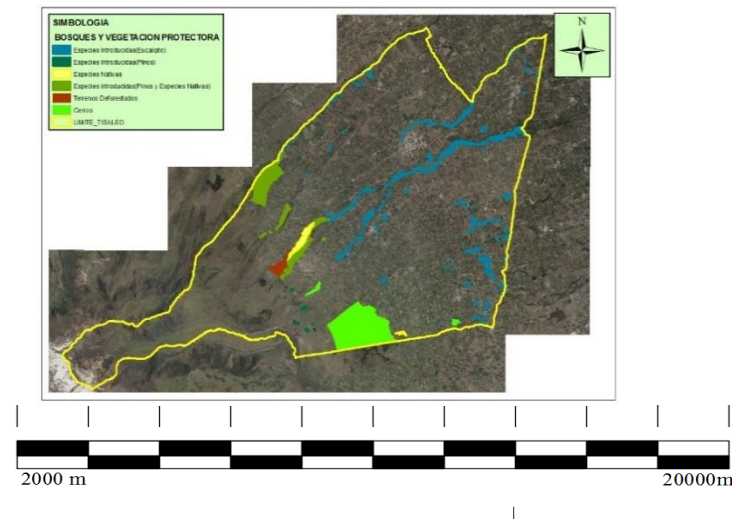 SIMBOLOGIA
BOSQUES Y VEGETACION PROTECTORA
Especies Introducidas(Eucalipto)
Especies Introducidas(Pinos)
Especies Nativas
Especies Introducidas(Pinos y Especies Nativas)
Terrenos Deforestados
Cerros
LIMITE_TISALEO
N
2000 m
20000m